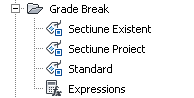 Grade Break
Sectiune Existent
Sectiune Proiect
Standard
Expressions